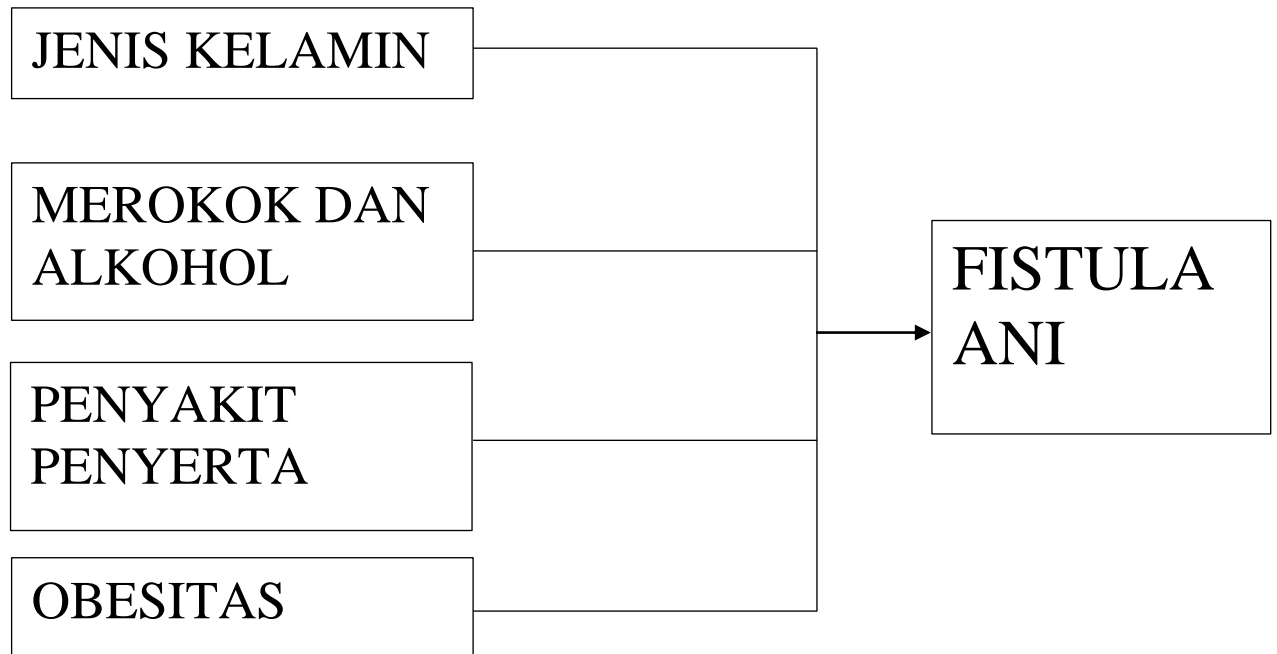 JENIS KELAMIN
MEROKOK DAN
ALKOHOL
PENYAKIT
PENYERTA
OBESITAS
FISTULA
ANI